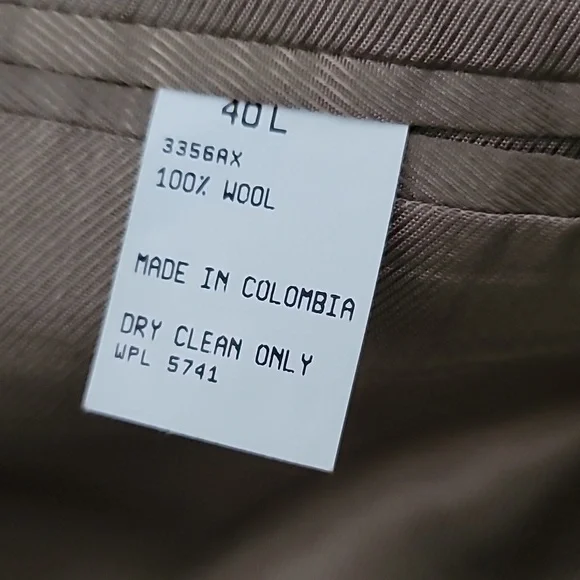 40L
3356AX
100% WOOL
MADE IN COLOMBIA
DRY CLEAN ONLY
WPL 5741